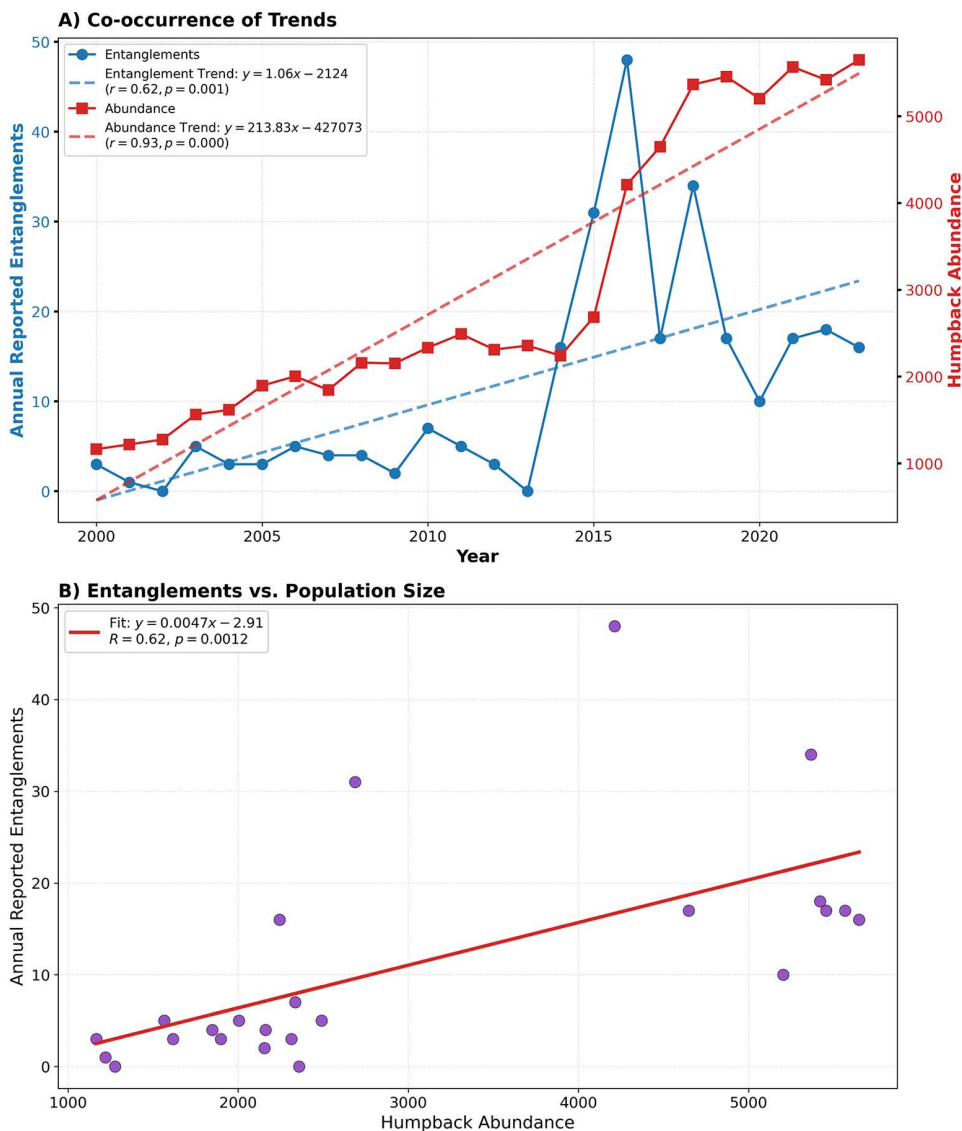 A) Co-occurrence of Trends
Annual Reported Entanglements
50
40
30
20
10
0
Entanglements
Entanglement Trend: y = 1.06x − 2124
(r = 0.62, p = 0.001)
Abundance
Abundance Trend: y = 213.83x − 427073
(r = 0.93, p = 0.000)
5000
4000
3000
2000
1000
Humpback Abundance
2000 2005 2010 2015 2020
Year
B) Entanglements vs. Population Size
Annual Reported Entanglements
50
40
30
20
10
0
Fit: y = 0.0047x − 2.91
R = 0.62, p = 0.0012
1000 2000 3000 4000 5000
Humpback Abundance